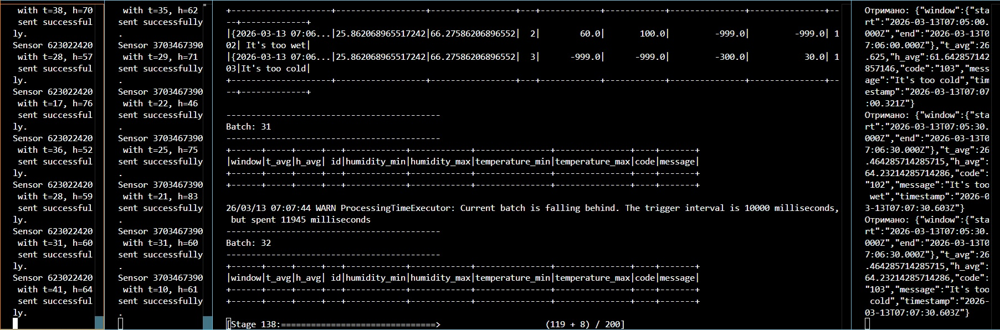 with t=38, h=70
sent successful
ly.
Sensor 623022420
with t=28, h=57
sent successful
ly.
Sensor 623022420
with t=17, h=76
sent successful
ly.
Sensor 623022420
with t=36, h=52
sent successful
ly.
Sensor 623022420
with t=28, h=59
sent successful
ly.
Sensor 623022420
with t=31, h=60
sent successful
ly.
Sensor 623022420
with t=41, h=64
sent successful
ly.
with t=35, h=62
sent successfully
.
Sensor 3703467390
with t=29, h=71
sent successfully
.
Sensor 3703467390
with t=22, h=46
sent successfully
.
Sensor 3703467390
with t=25, h=75
sent successfully
.
Sensor 3703467390
with t=21, h=83
sent successfully
.
Sensor 3703467390
with t=31, h=60
sent successfully
.
Sensor 3703467390
with t=10, h=61
sent successfully
.
+--------------------+------------------+-----------------+---+------------+------------+---------------+---------------+--
--+-------------+
|{2026-03-13 07:06...|25.862068965517242|66.27586206896552|  2|        60.0|       100.0|         -999.0|         -999.0| 1
02| It's too wet|
|{2026-03-13 07:06...|25.862068965517242|66.27586206896552|  3|      -999.0|      -999.0|         -300.0|           30.0| 1
03|It's too cold|
+--------------------+------------------+-----------------+---+------------+------------+---------------+---------------+--
--+-------------+
-------------------------------------------
Batch: 31
-------------------------------------------
+------+-----+-----+---+------------+------------+---------------+---------------+----+-------+
|window|t_avg|h_avg| id|humidity_min|humidity_max|temperature_min|temperature_max|code|message|
+------+-----+-----+---+------------+------------+---------------+---------------+----+-------+
+------+-----+-----+---+------------+------------+---------------+---------------+----+-------+
26/03/13 07:07:44 WARN ProcessingTimeExecutor: Current batch is falling behind. The trigger interval is 10000 milliseconds,
but spent 11945 milliseconds
-------------------------------------------
Batch: 32
-------------------------------------------
+------+-----+-----+---+------------+------------+---------------+---------------+----+-------+
|window|t_avg|h_avg| id|humidity_min|humidity_max|temperature_min|temperature_max|code|message|
+------+-----+-----+---+------------+------------+---------------+---------------+----+-------+
+------+-----+-----+---+------------+------------+---------------+---------------+----+-------+
[Stage 138:===============================>                     (119 + 8) / 200]
Отримано: {"window":{"sta
rt":"2026-03-13T07:05:00.
000Z","end":"2026-03-13T0
7:06:00.000Z"},"t_avg":26
.625,"h_avg":61.642857142
857146,"code":"103","mess
age":"It's too cold","tim
estamp":"2026-03-13T07:07
:00.321Z"}
Отримано: {"window":{"sta
rt":"2026-03-13T07:05:30.
000Z","end":"2026-03-13T0
7:06:30.000Z"},"t_avg":26
.464285714285715,"h_avg":
64.23214285714286,"code":
"102","message":"It's too
wet","timestamp":"2026-0
3-13T07:07:30.603Z"}
Отримано: {"window":{"sta
rt":"2026-03-13T07:05:30.
000Z","end":"2026-03-13T0
7:06:30.000Z"},"t_avg":26
.464285714285715,"h_avg":
64.23214285714286,"code":
"103","message":"It's too
cold","timestamp":"2026-
03-13T07:07:30.603Z"}